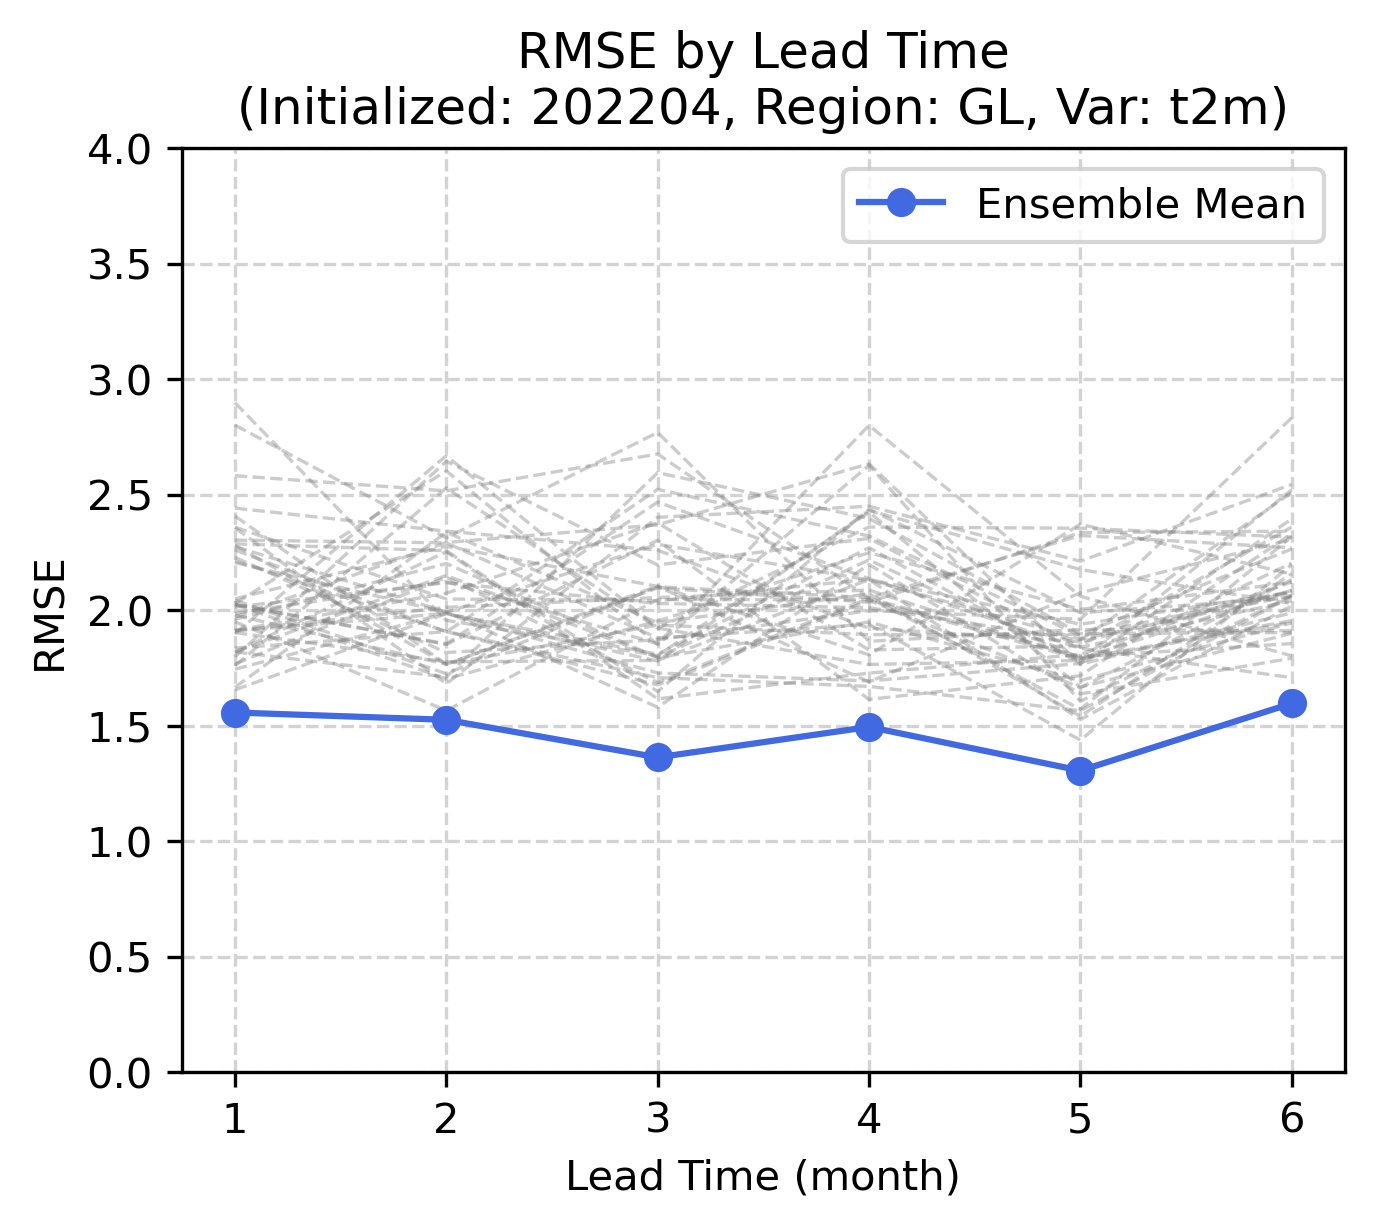 RMSE by Lead Time
(Initialized: 202204, Region: GL, Var: t2m)
4.0
3.5
3.0
2.5
2.0
1.5
1.0
0.5
0.0
RMSE
Ensemble Mean
1 2 3 4 5 6
Lead Time (month)